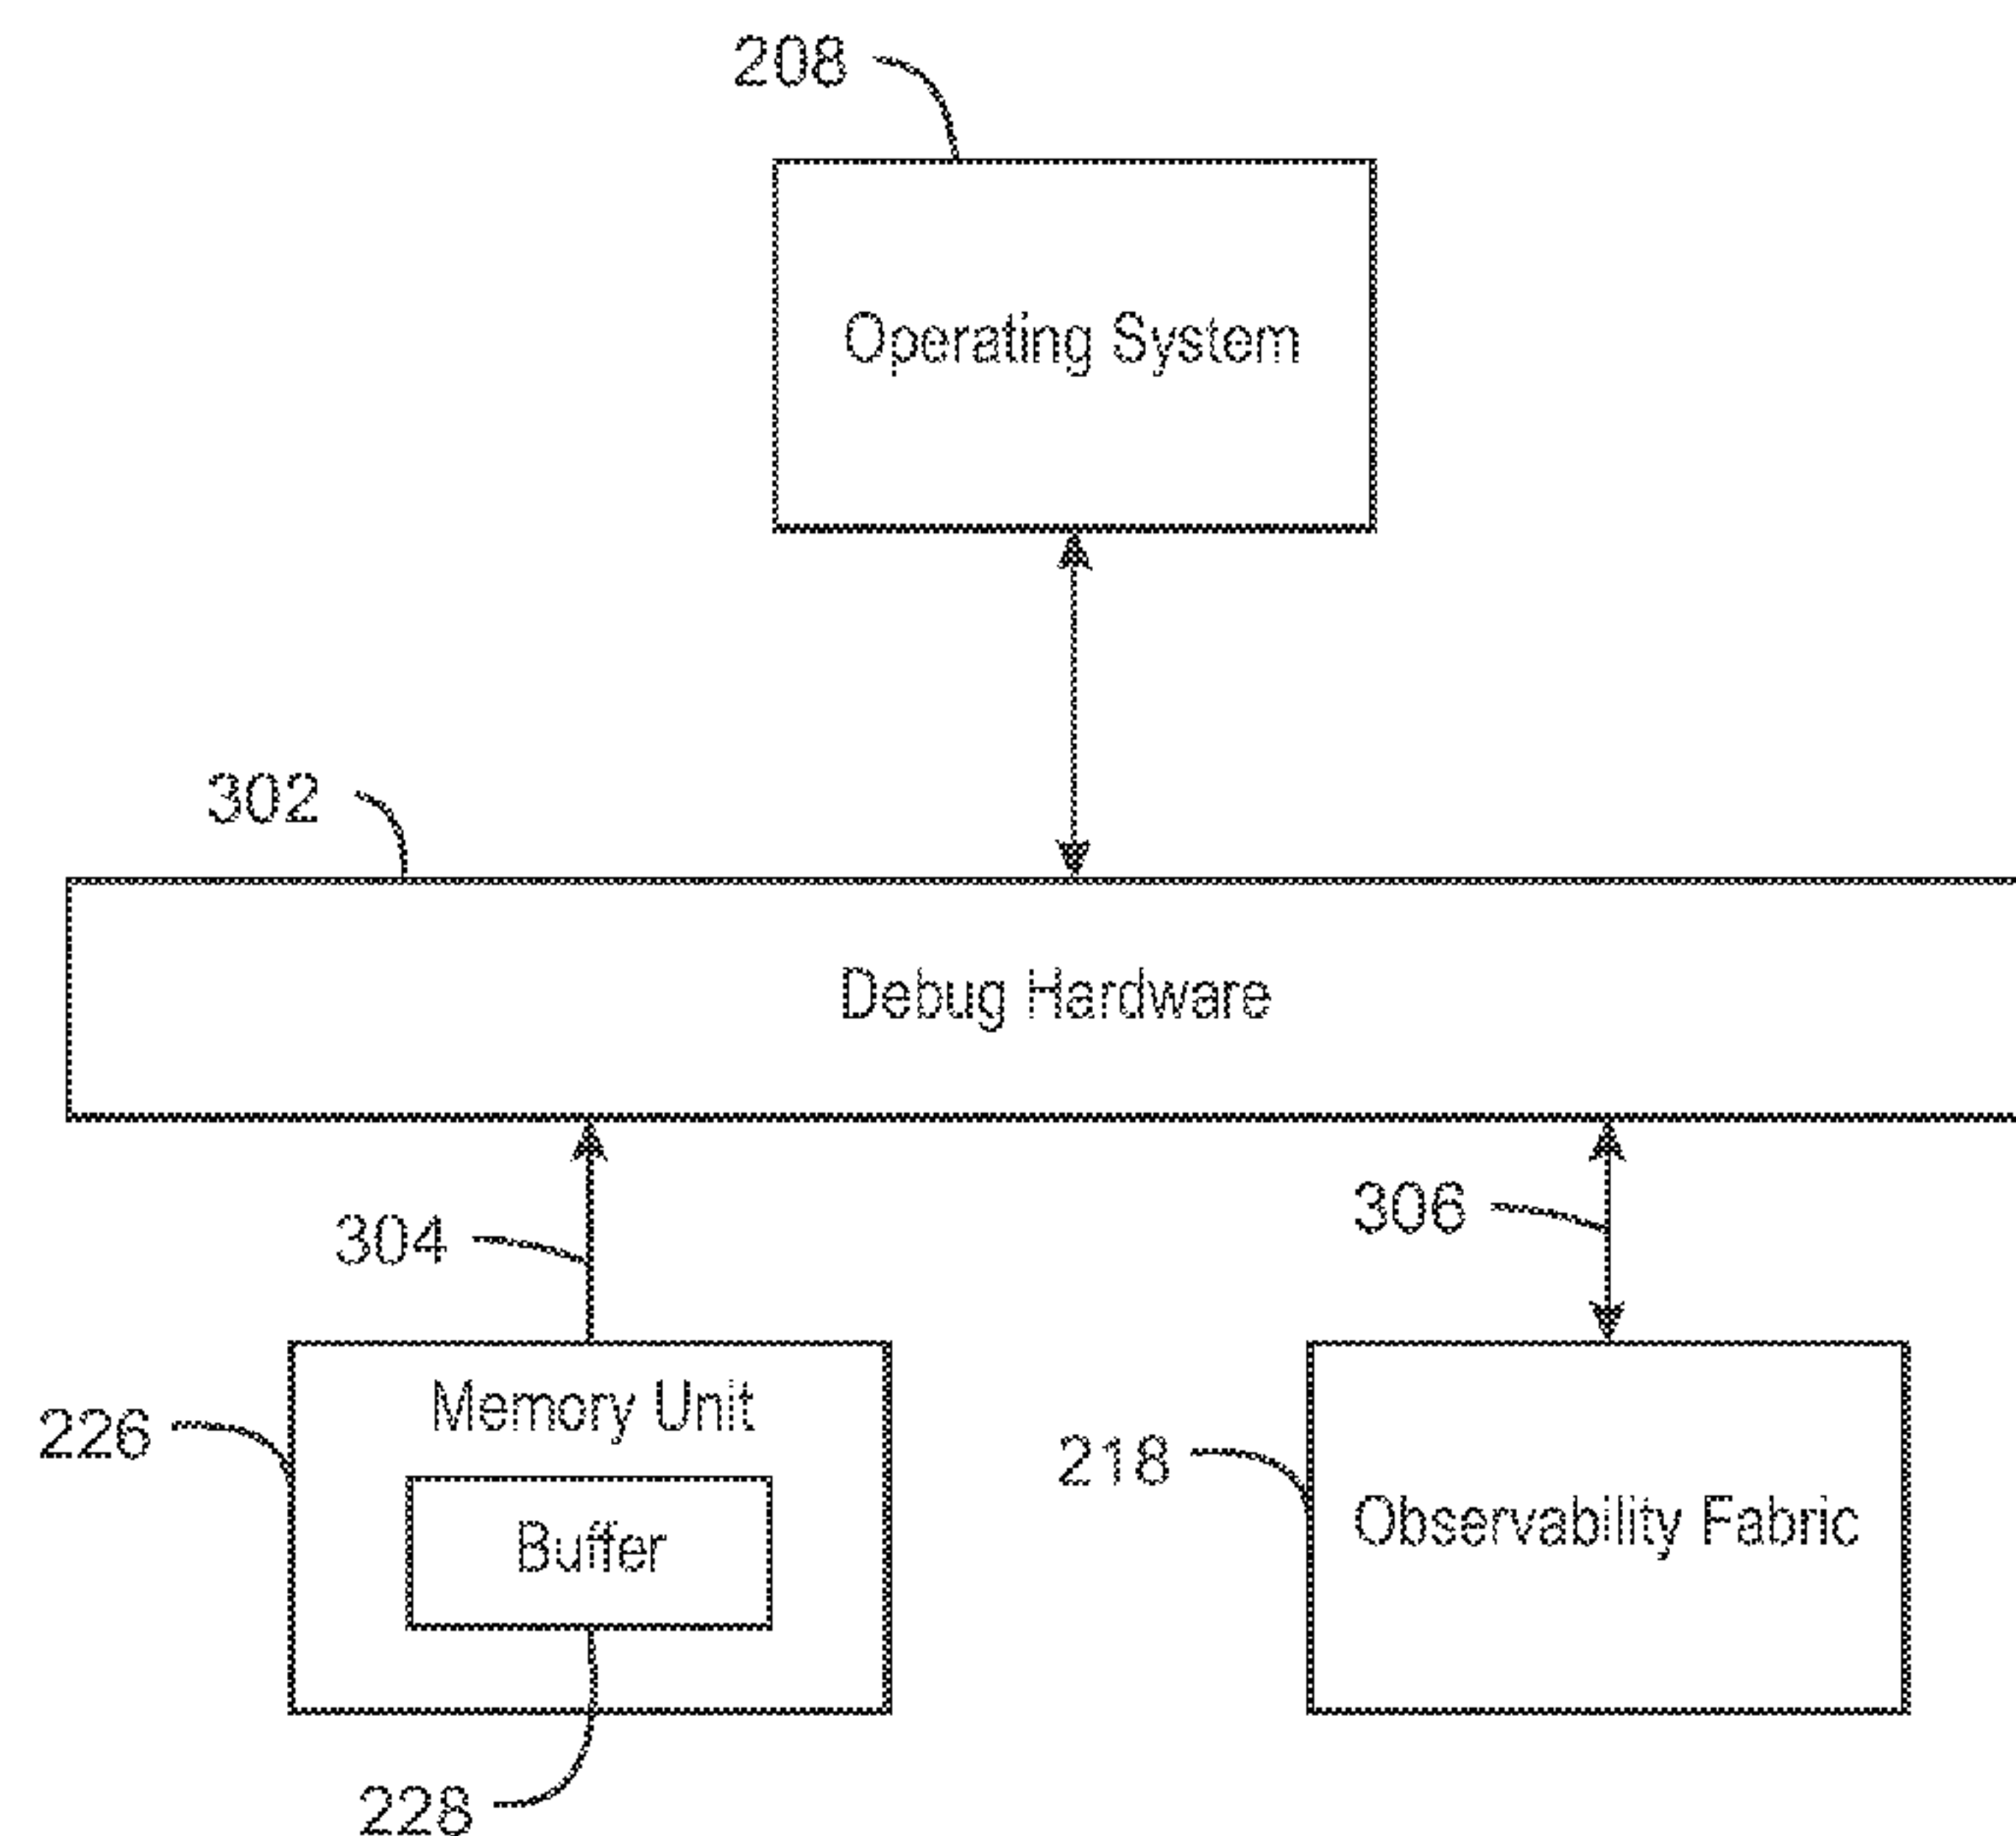 208
Operating System
302
Debug Hardware
304
306
Memory Unit
226
218
Buffer
Observability Fabric
228